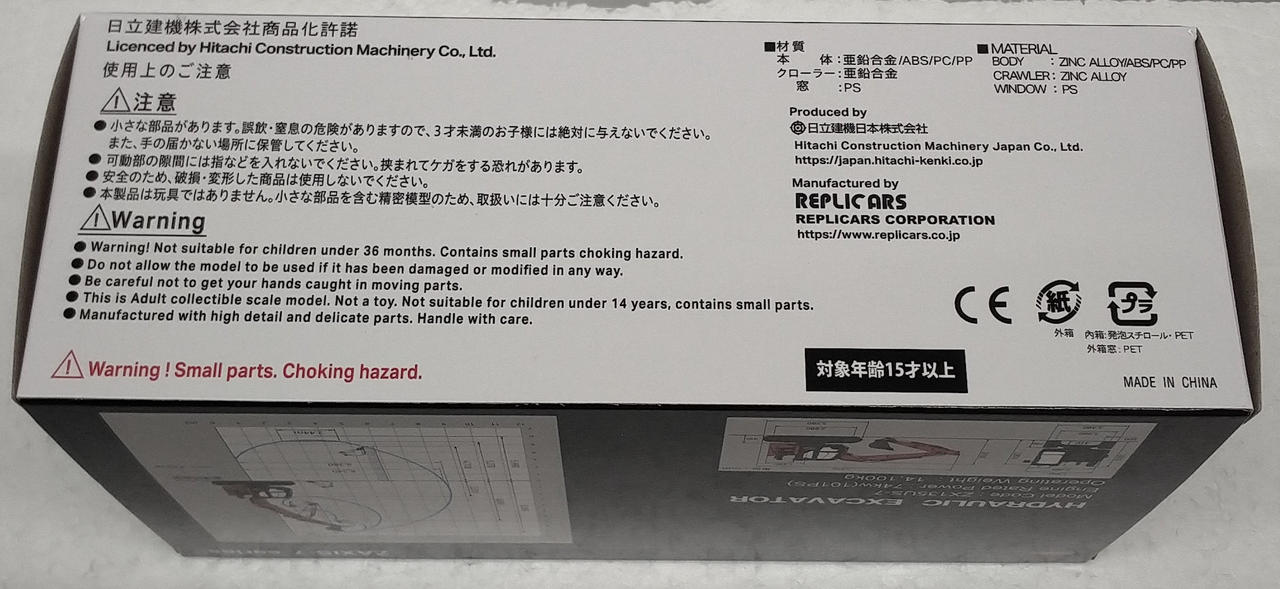 日立建機株式会社商品化許諾
Licenced by Hitachi Construction Machinery Co., Ltd.
使用上のご注意
注意
● 小さな部品があります。誤飲・窒息の危険がありますので、3才未満のお子様には絶対に与えないでください。
また、手の届かない場所に保管してください。
● 可動部の隙間には指などを入れないでください。挟まれてケガをする恐れがあります。
● 安全のため、破損・変形した商品は使用しないでください。
● 本製品は玩具ではありません。小さな部品を含む精密模型のため、取扱いには十分ご注意ください。
Warning
● Warning! Not suitable for children under 36 months. Contains small parts choking hazard.
● Do not allow the model to be used if it has been damaged or modified in any way.
● Be careful not to get your hands caught in moving parts.
● This is Adult collectible scale model. Not a toy. Not suitable for children under 14 years, contains small parts.
● Manufactured with high detail and delicate parts. Handle with care.
Warning ! Small parts. Choking hazard.
■材質
本 体:亜鉛合金/ABS/PC/PP
クローラー:亜鉛合金
窓 :PS
■MATERIAL
BODY : ZINC ALLOY/ABS/PC/PP
CRAWLER : ZINC ALLOY
WINDOW : PS
Produced by
日立建機日本株式会社
Hitachi Construction Machinery Japan Co., Ltd.
https://japan.hitachi-kenki.co.jp
Manufactured by
REPLICARS
REPLICARS CORPORATION
https://www.replicars.co.jp
CE
紙
プラ
外箱
内箱:発泡スチロール・PET
外箱窓:PET
対象年齢15才以上
MADE IN CHINA
HYDRAULIC EXCAVATOR
Model Code : ZX135US-7
Engine Rated Power : 74kw(101PS)
Operating Weight : 14,100kg
ZAXIS-7 series